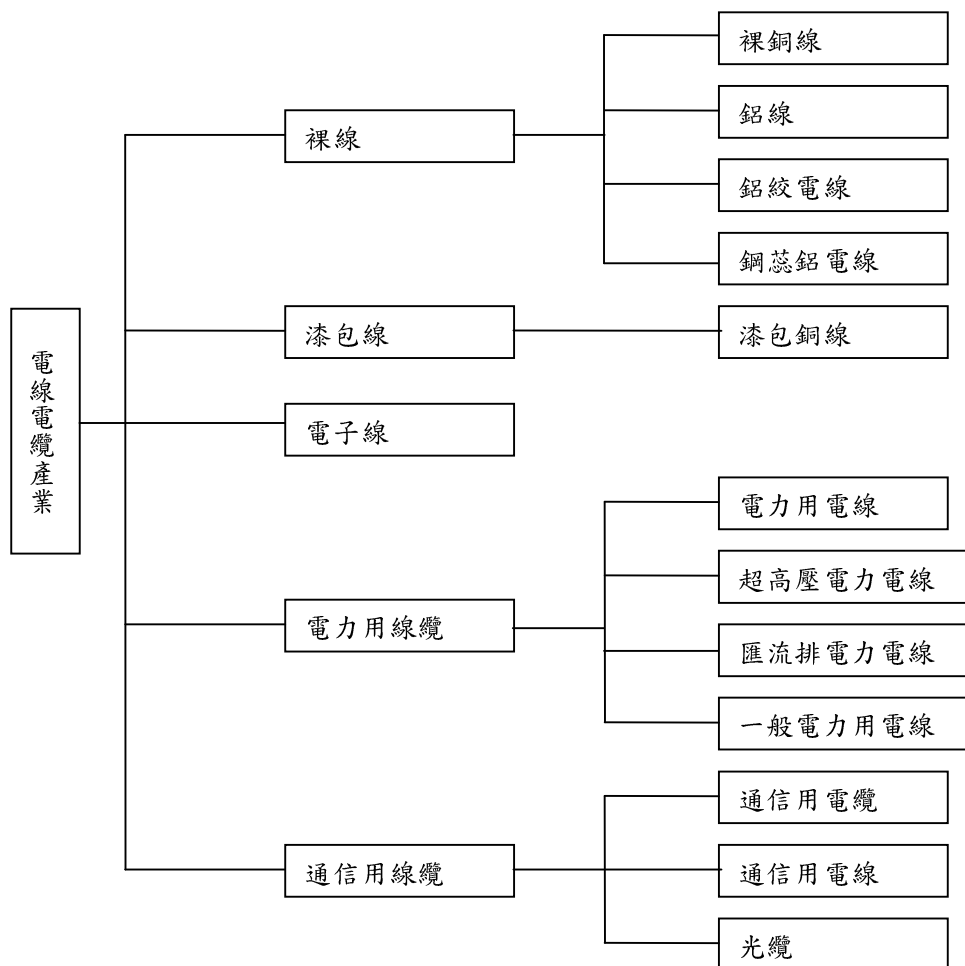 電線電纜產業
裸線
裸銅線
鋁線
鋁絞電線
鋼蕊鋁電線
漆包線
漆包銅線
電子線
電力用線纜
電力用電線
超高壓電力電線
匯流排電力電線
一般電力用電線
通信用線纜
通信用電纜
通信用電線
光纜